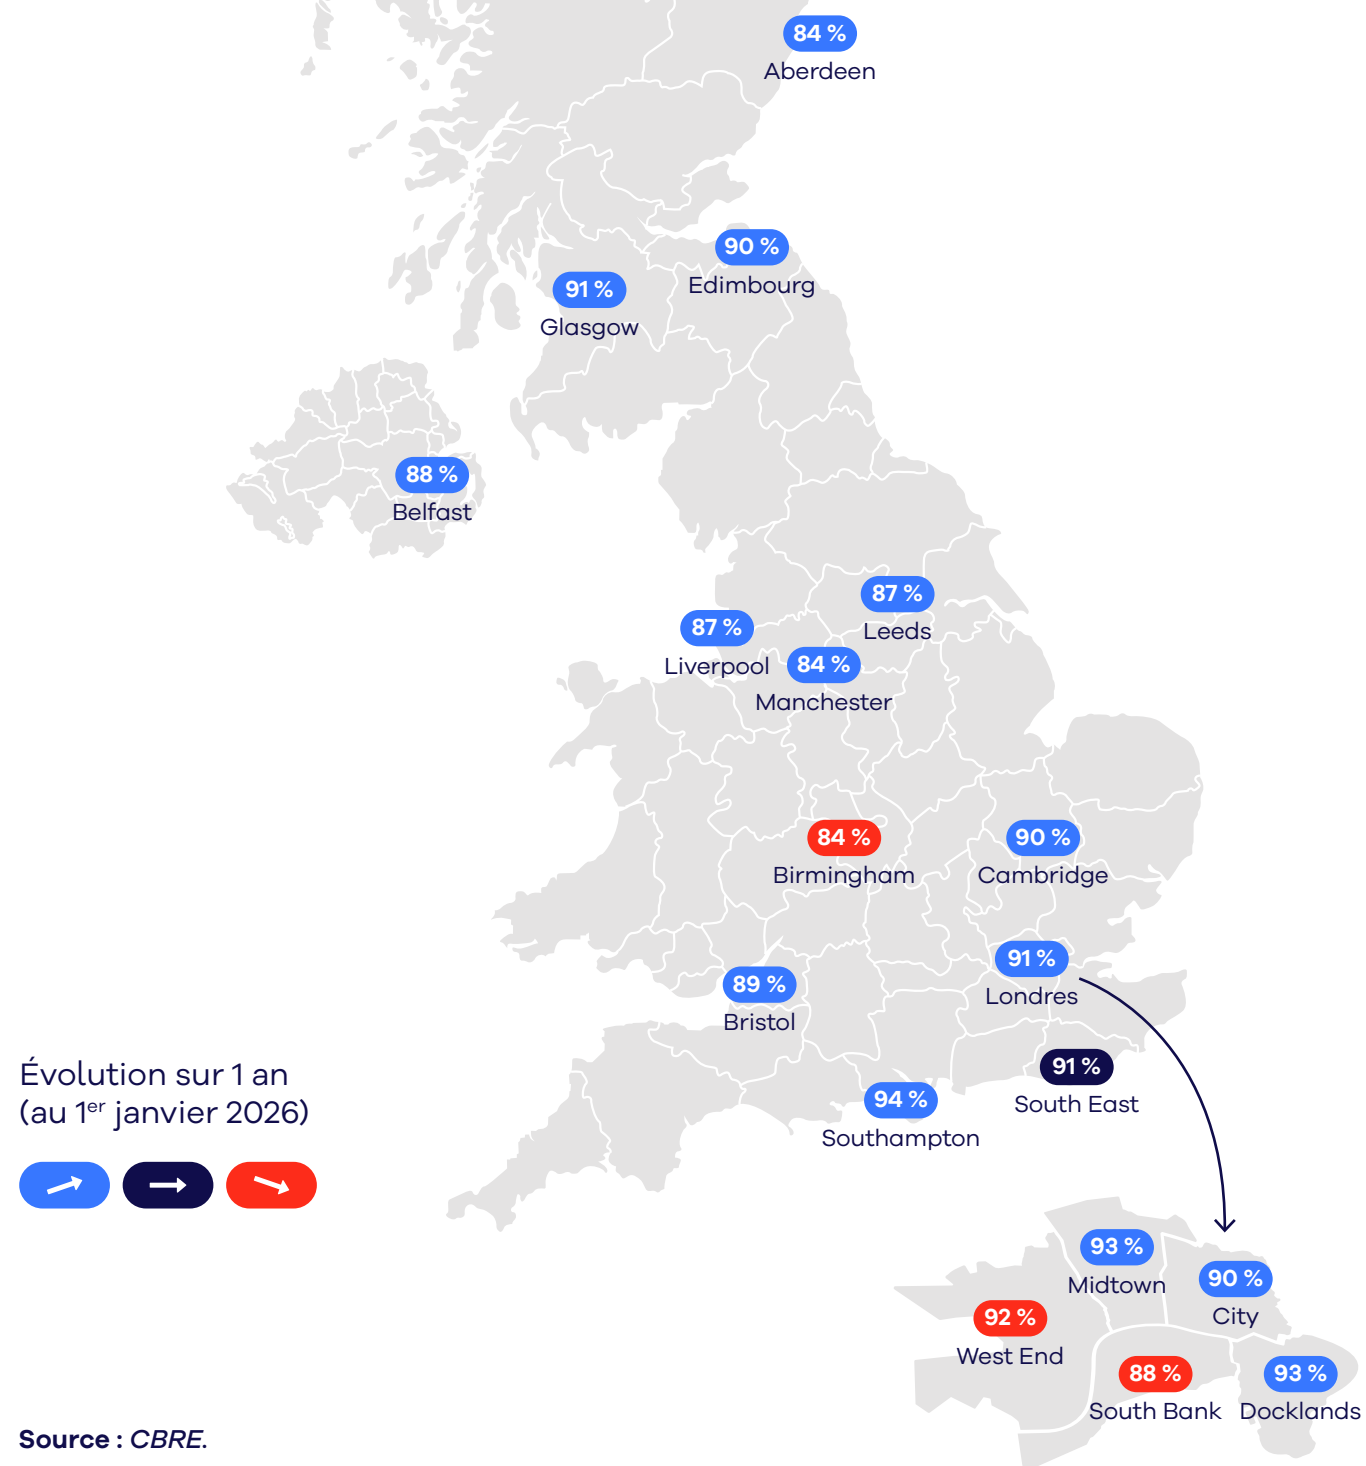 84 %
Aberdeen
90 %
Edimbourg
91 %
Glasgow
88 %
Belfast
87 %
Leeds
87 %
Liverpool
84 %
Manchester
84 %
Birmingham
90 %
Cambridge
91 %
Londres
89 %
Bristol
91 %
South East
94 %
Southampton
Évolution sur 1 an
(au 1er janvier 2026)
93 %
Midtown
90 %
City
92 %
West End
88 %
South Bank
93 %
Docklands
Source : CBRE.